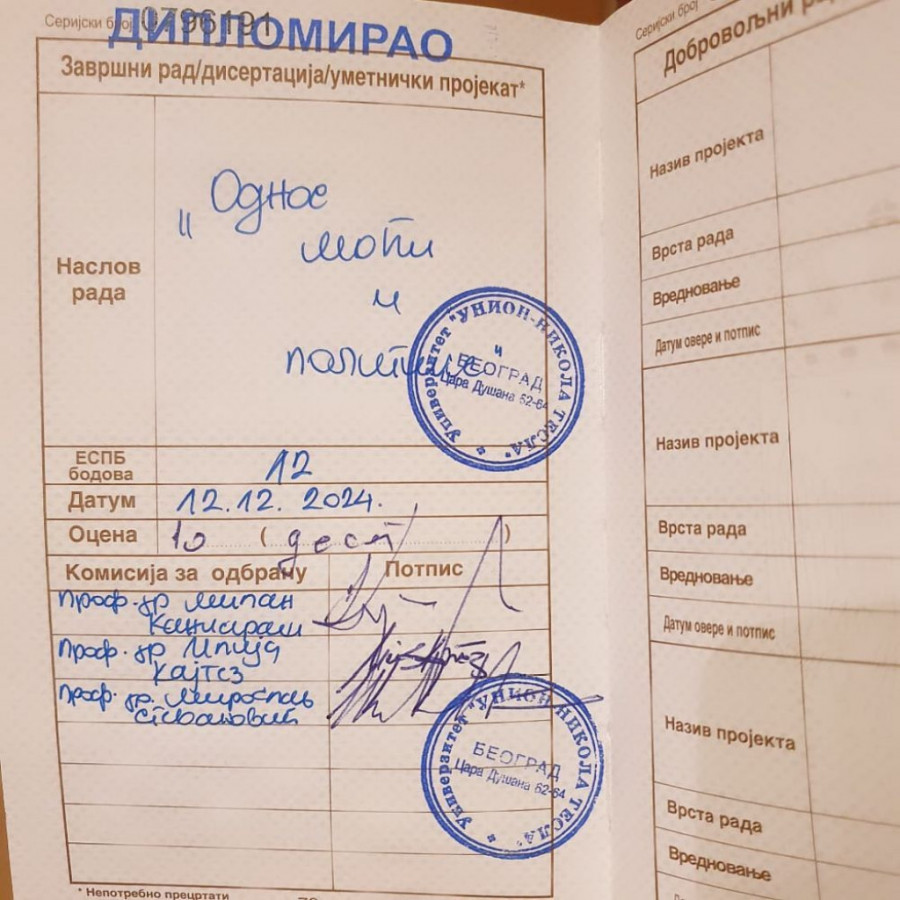 Серијски број 0796191
ДИПЛОМИРАО
Завршни рад/дисертација/уметнички пројекат*
Наслов
рада
„Однос
моћи
и
политике
Универзитет "УНИОН-НИКОЛА ТЕСЛА"
БЕОГРАД
Цара Душана 62-64
ЕСПБ
бодова
12
Датум
12.12. 2024.
Оцена
10 (десет)
Комисија за одбрану
Потпис
Проф. др Милан
Проф. др Илија
Кајтез
Проф. др. Мирослав
Стевановић
Универзитет "УНИОН-НИКОЛА ТЕСЛА"
БЕОГРАД
Цара Душана 62-64
* Непотребно прецртати
Серијски број
Добровољни
Назив пројекта
Врста рада
Вредновање
Датум овере и потпис
Назив пројекта
Врста рада
Вредновање
Датум овере и потпис
Назив пројекта
Врста рада
Вредновање